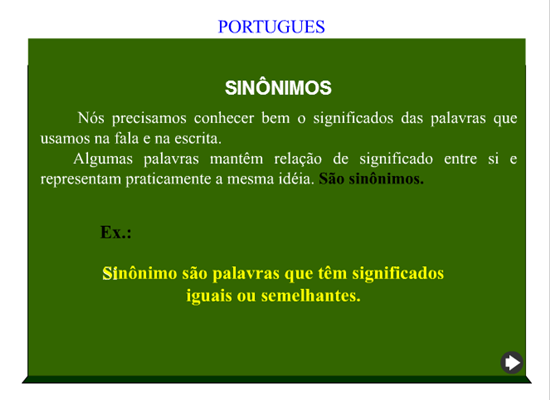 PORTUGUES
SINÔNIMOS
Nós precisamos conhecer bem o significados das palavras que
usamos na fala e na escrita.
Algumas palavras mantêm relação de significado entre si e
representam praticamente a mesma idéia. São sinônimos.
Ex.:
Sinônimo são palavras que têm significados
iguais ou semelhantes.